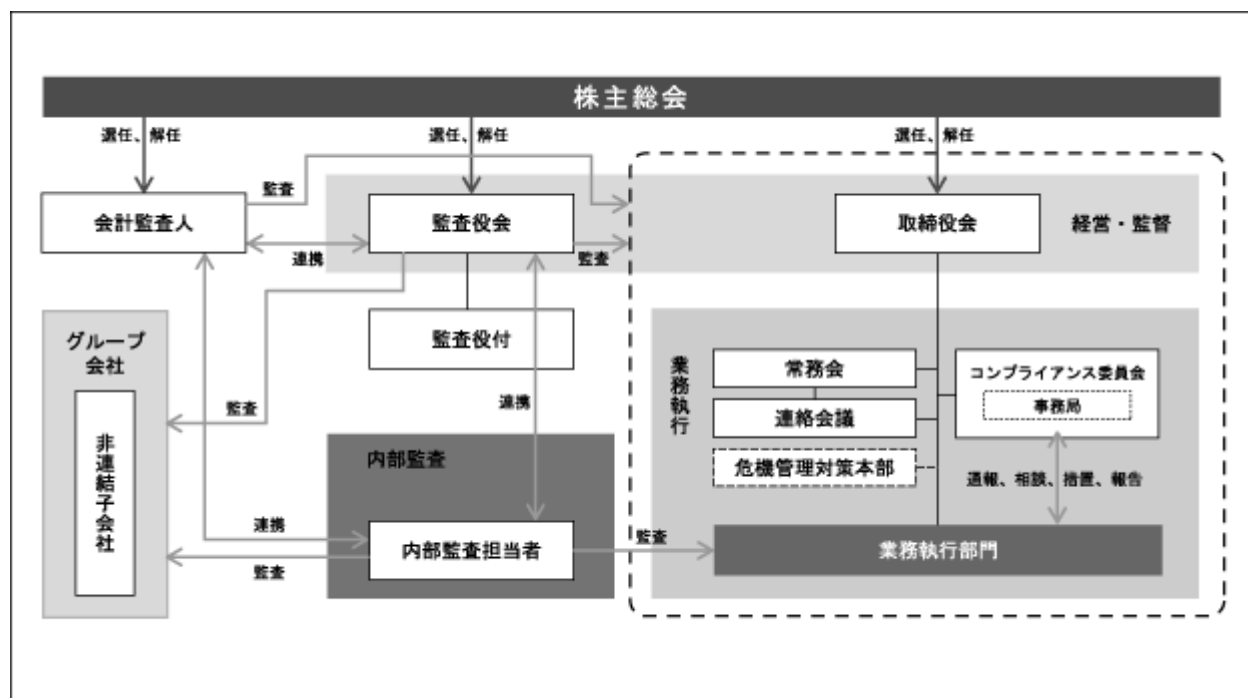 株主総会
選任、解任
選任、解任
選任、解任
監査
会計監査人
監査役会
取締役会
経営・監督
連携
監査
監査役付
グループ
会社
非連結子会社
監査
連携
業務執行
常務会
連絡会議
危機管理対策本部
コンプライアンス委員会
事務局
通報、相談、措置、報告
内部監査
連携
内部監査担当者
監査
監査
業務執行部門